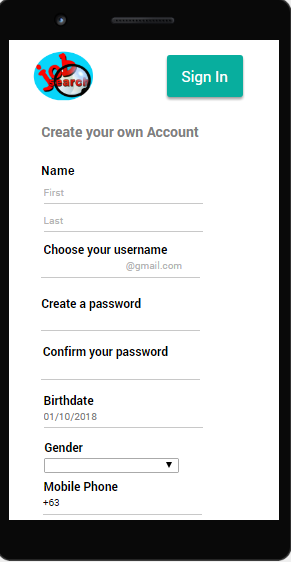 job
search
Sign In
Create your own Account
Name
First
Last
Choose your username
@gmail.com
Create a password
Confirm your password
Birthdate
01/10/2018
Gender
Mobile Phone
+63